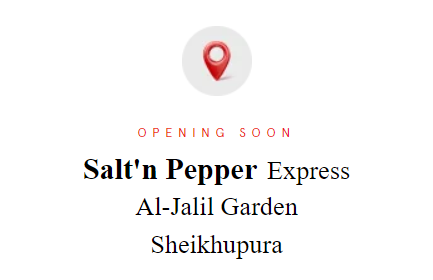 OPENING SOON
Salt'n Pepper Express
Al-Jalil Garden
Sheikhupura